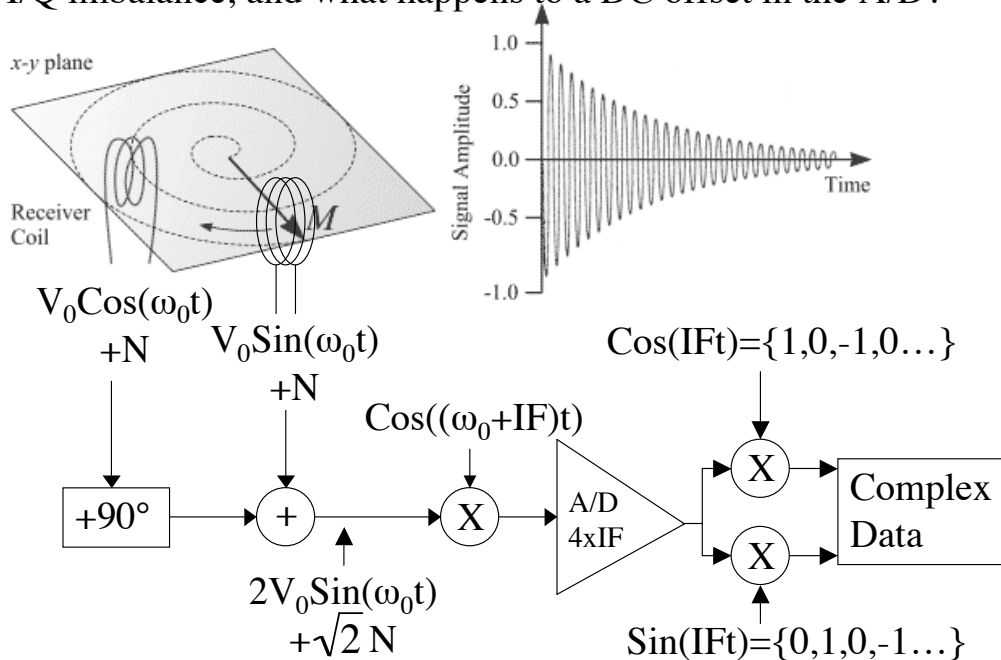 I/Q imbalance, and what happens to a DC offset in the A/D?
x-y plane
Receiver
Coil
M
1.0
0.5
0.0
-0.5
-1.0
Signal Amplitude
Time
V₀Cos(ω₀t)
+N
V₀Sin(ω₀t)
+N
Cos(IFt)={1,0,-1,0…}
Cos((ω₀+IF)t)
+90°
+
X
A/D
4xIF
X
X
Complex
Data
2V₀Sin(ω₀t)
+√2 N
Sin(IFt)={0,1,0,-1…}